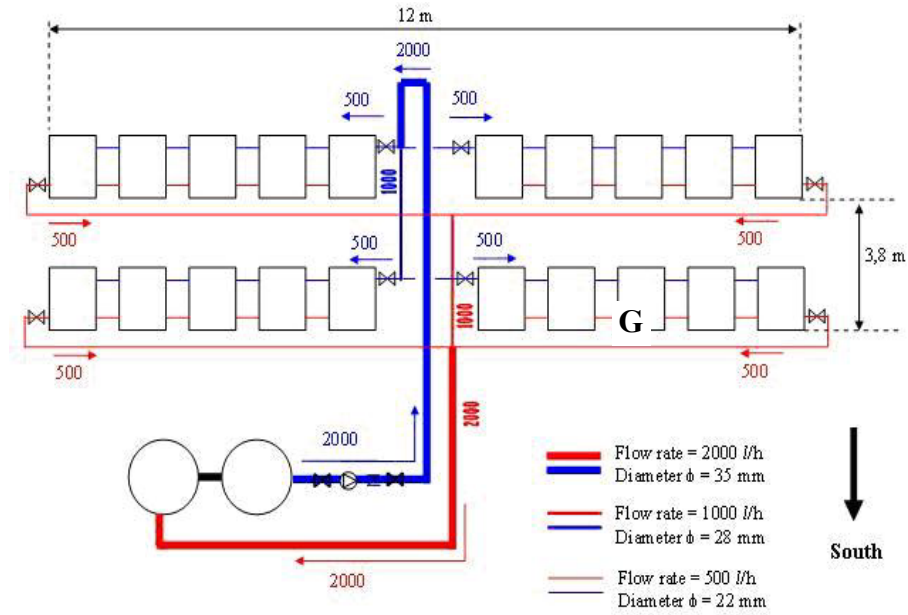 12 m
2000
500
500
1000
500
500
3,8 m
500
500
G
1000
500
500
2000
2000
Flow rate = 2000 l/h
Diameter ϕ = 35 mm
Flow rate = 1000 l/h
Diameter ϕ = 28 mm
South
2000
Flow rate = 500 l/h
Diameter ϕ = 22 mm